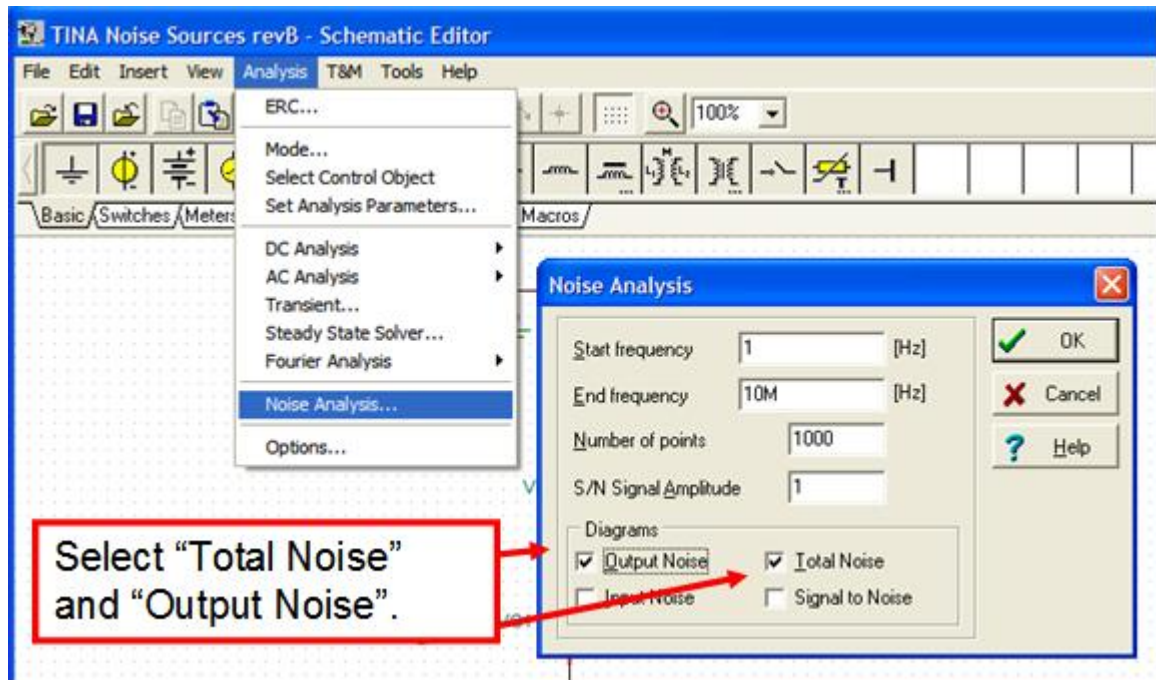 TINA Noise Sources revB - Schematic Editor
File Edit Insert View Analysis T&M Tools Help
ERC...
100%
Mode...
Select Control Object
Set Analysis Parameters...
Basic Switches Meters Macros
DC Analysis
AC Analysis
Transient...
Steady State Solver...
Fourier Analysis
Noise Analysis...
Options...
Noise Analysis
Start frequency 1 [Hz]
End frequency 10M [Hz]
Number of points 1000
S/N Signal Amplitude 1
OK
Cancel
? Help
Diagrams
Output Noise Total Noise
Input Noise Signal to Noise
Select “Total Noise”
and “Output Noise”.